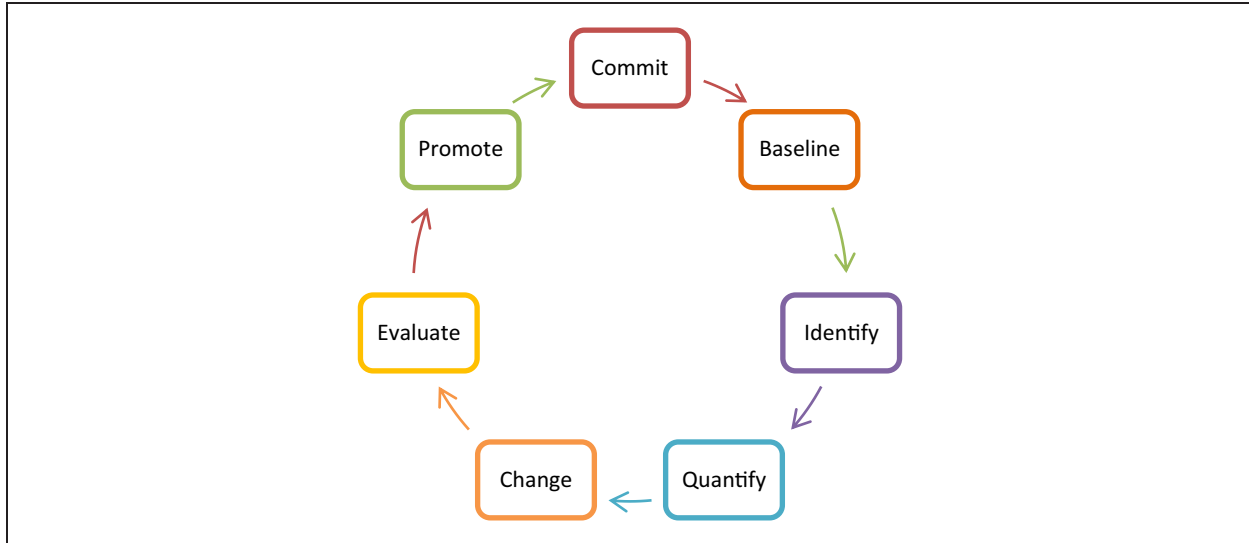 Commit
Baseline
Identify
Quantify
Change
Evaluate
Promote